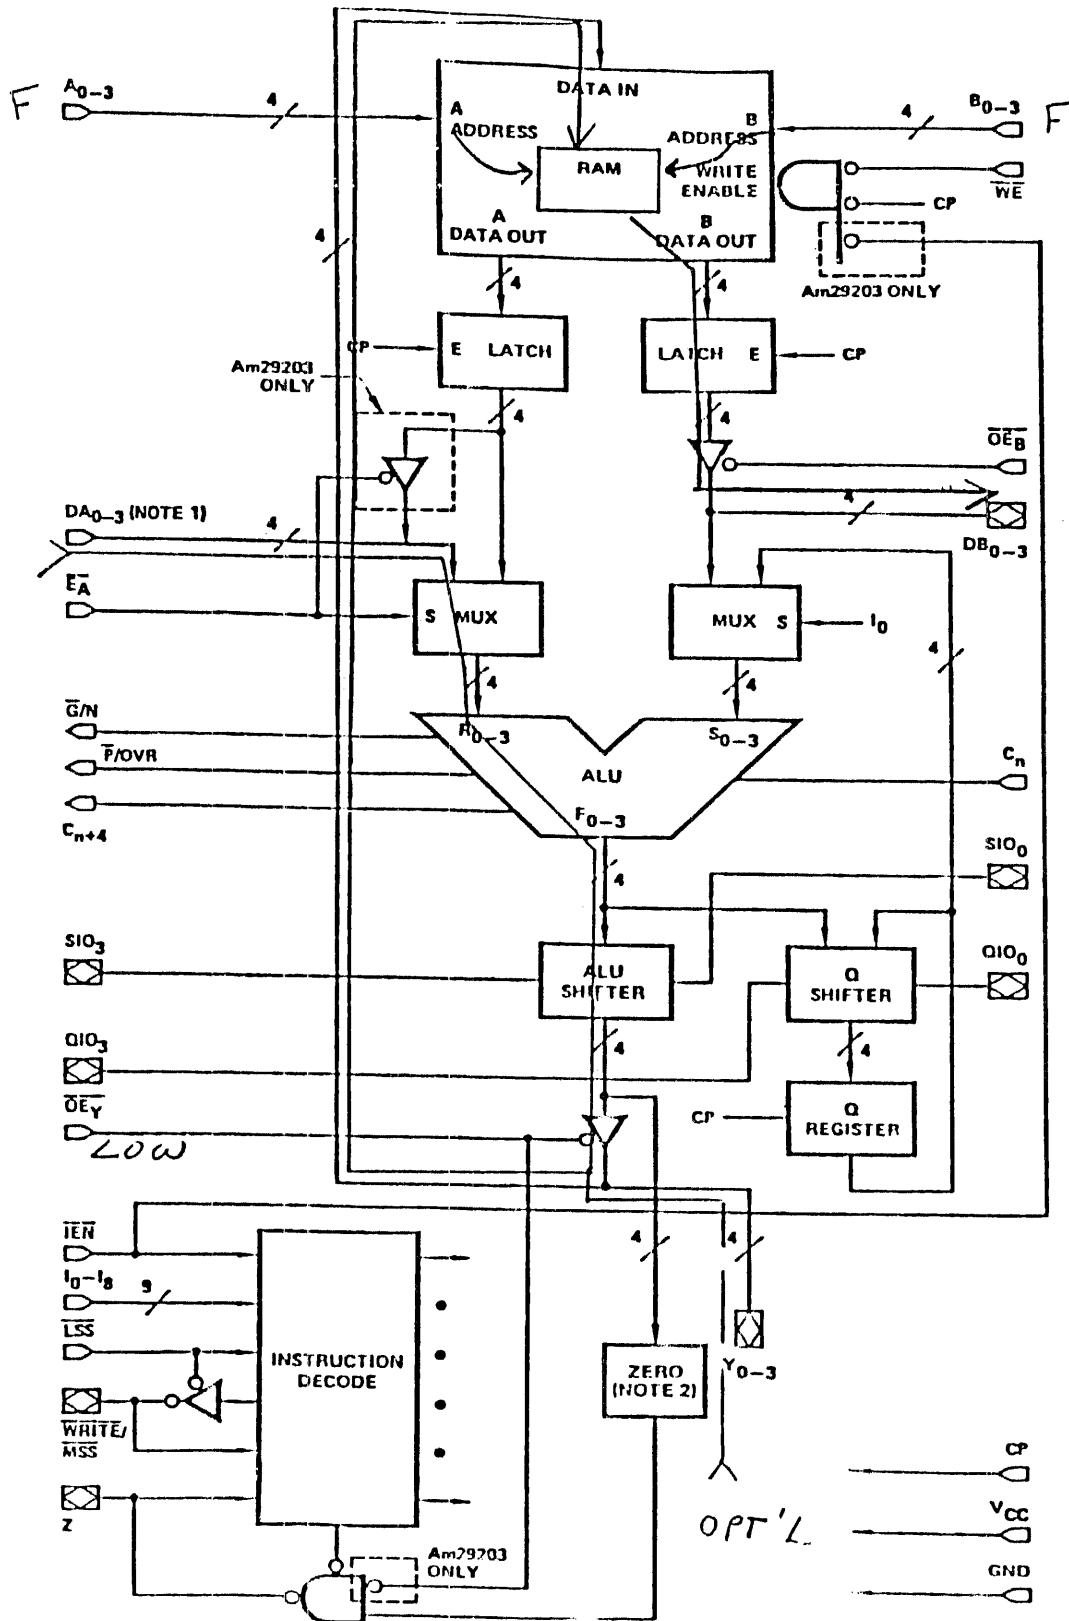 F
A0–3
4
DATA IN
A
ADDRESS
B
ADDRESS
4
B0–3
F
RAM
WRITE
ENABLE
WE
CP
A
DATA OUT
B
DATA OUT
4
4
4
Am29203 ONLY
CP
E LATCH
LATCH E
CP
Am29203
ONLY
4
4
OEB
DA0–3 (NOTE 1)
4
4
DB0–3
EA
S MUX
MUX S
I0
4
4
4
G/N
R0–3
S0–3
P/OVR
ALU
Cn
Cn+4
F0–3
4
SIO0
SIO3
ALU
SHIFTER
Q
SHIFTER
QIO0
QIO3
4
4
OEY
CP
Q
REGISTER
LOW
IEN
4
4
I0–I8
9
LSS
INSTRUCTION
DECODE
ZERO
(NOTE 2)
Y0–3
WRITE/
MSS
CP
Z
OPT'L
VCC
Am29203
ONLY
GND